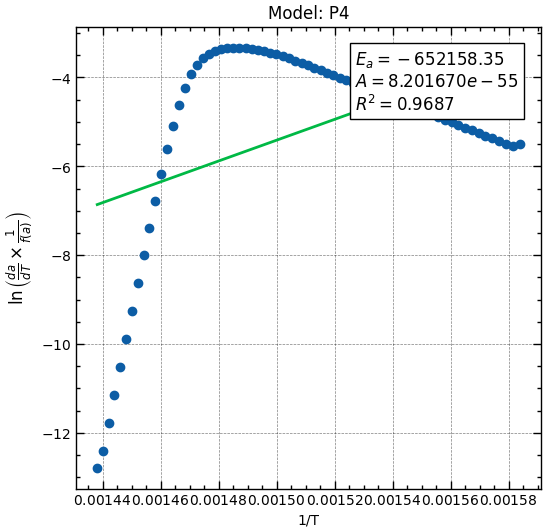 Model: P4
E_a = −652158.35
A = 8.201670e − 55
R² = 0.9687
−4
−6
−8
−10
−12
ln(da/dT × 1/f(a))
0.00144 0.00146 0.00148 0.00150 0.00152 0.00154 0.00156 0.00158
1/T